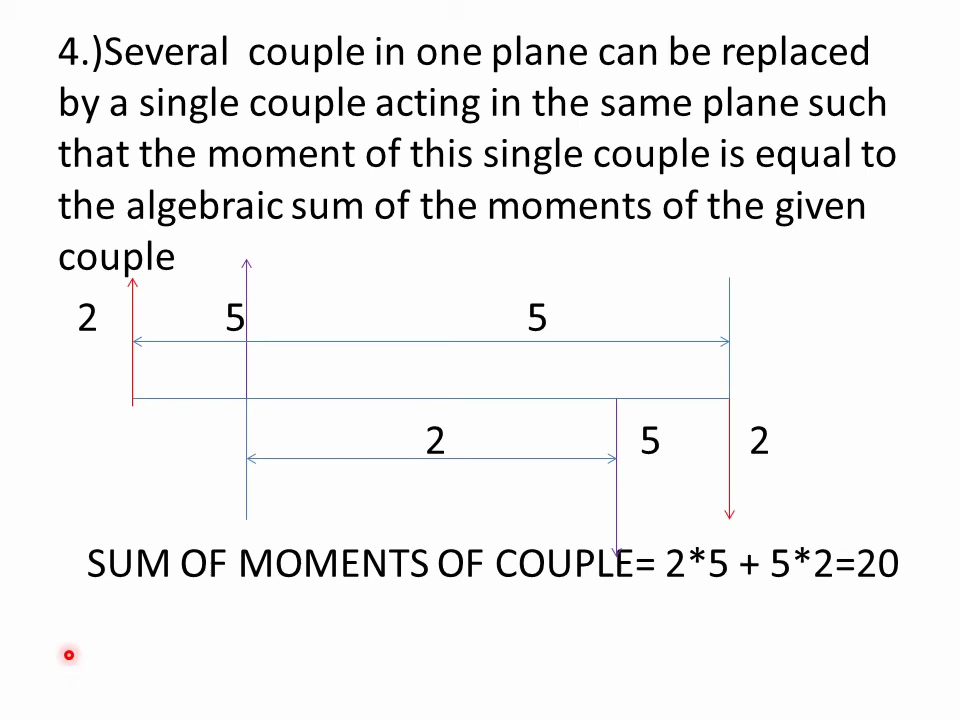 4.)Several couple in one plane can be replaced
by a single couple acting in the same plane such
that the moment of this single couple is equal to
the algebraic sum of the moments of the given
couple
2 5 5
2 5 2
SUM OF MOMENTS OF COUPLE= 2*5 + 5*2=20